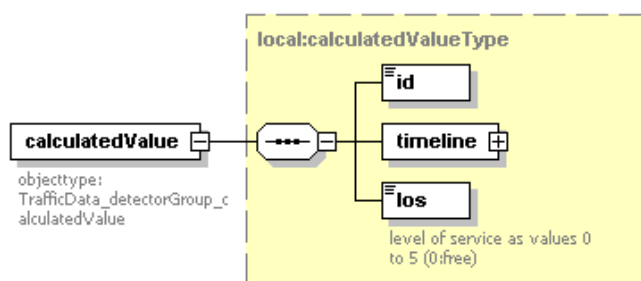 local:calculatedValueType
id
calculatedValue
timeline
objecttype:
TrafficData_detectorGroup_c
alculatedValue
los
level of service as values 0
to 5 (0:free)